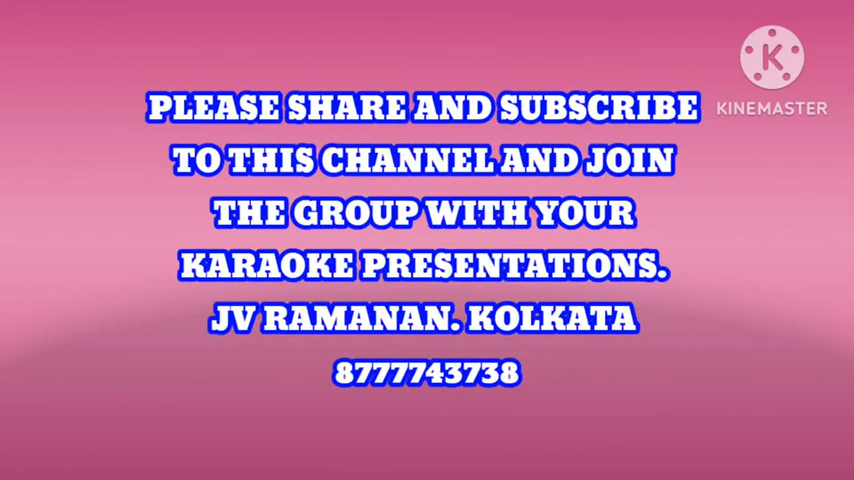 K
KINEMASTER
PLEASE SHARE AND SUBSCRIBE
TO THIS CHANNEL AND JOIN
THE GROUP WITH YOUR
KARAOKE PRESENTATIONS.
JV RAMANAN. KOLKATA
8777743738